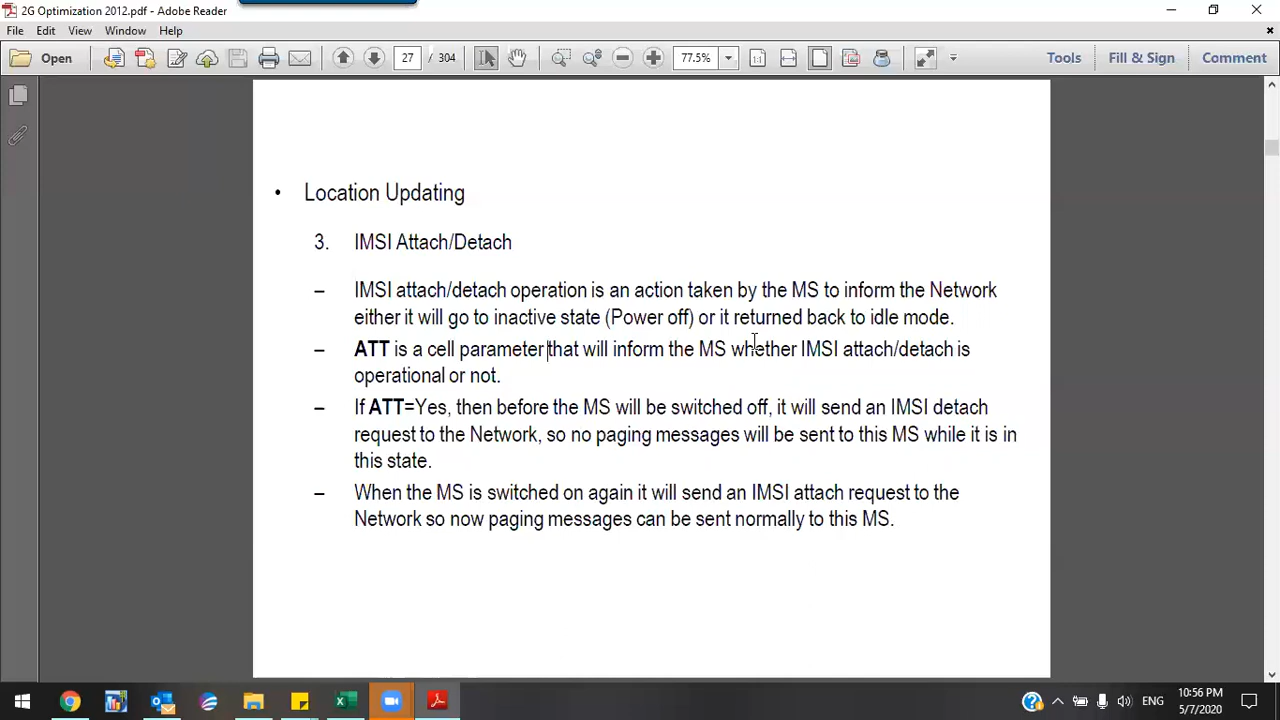 2G Optimization 2012.pdf - Adobe Reader
File Edit View Window Help
Open 27 / 304 77.5% Tools Fill & Sign Comment
• Location Updating
3. IMSI Attach/Detach
– IMSI attach/detach operation is an action taken by the MS to inform the Network
either it will go to inactive state (Power off) or it returned back to idle mode.
– ATT is a cell parameter that will inform the MS whether IMSI attach/detach is
operational or not.
– If ATT=Yes, then before the MS will be switched off, it will send an IMSI detach
request to the Network, so no paging messages will be sent to this MS while it is in
this state.
– When the MS is switched on again it will send an IMSI attach request to the
Network so now paging messages can be sent normally to this MS.
ENG
10:56 PM
5/7/2020